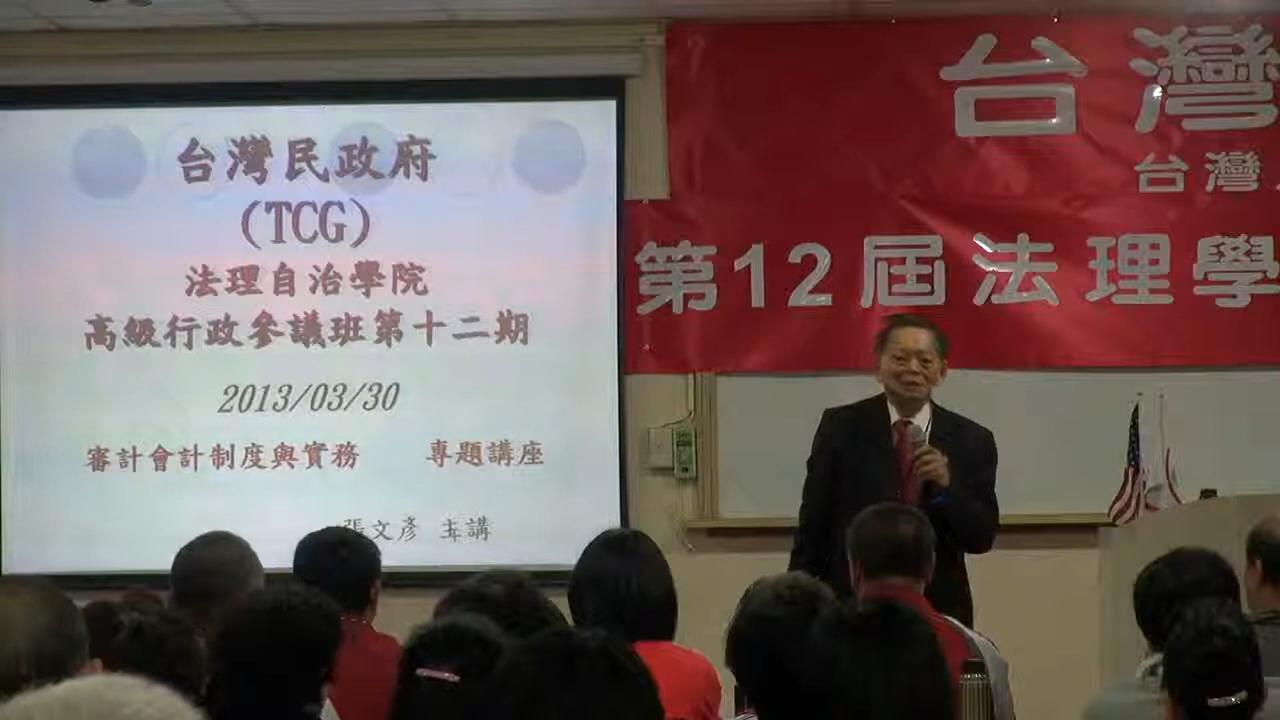 台灣民政府
(TCG)
法理自治學院
高級行政參議班第十二期
2013/03/30
審計會計制度與實務 專題講座
張文彥 主講
台灣
台灣
第12屆法理學